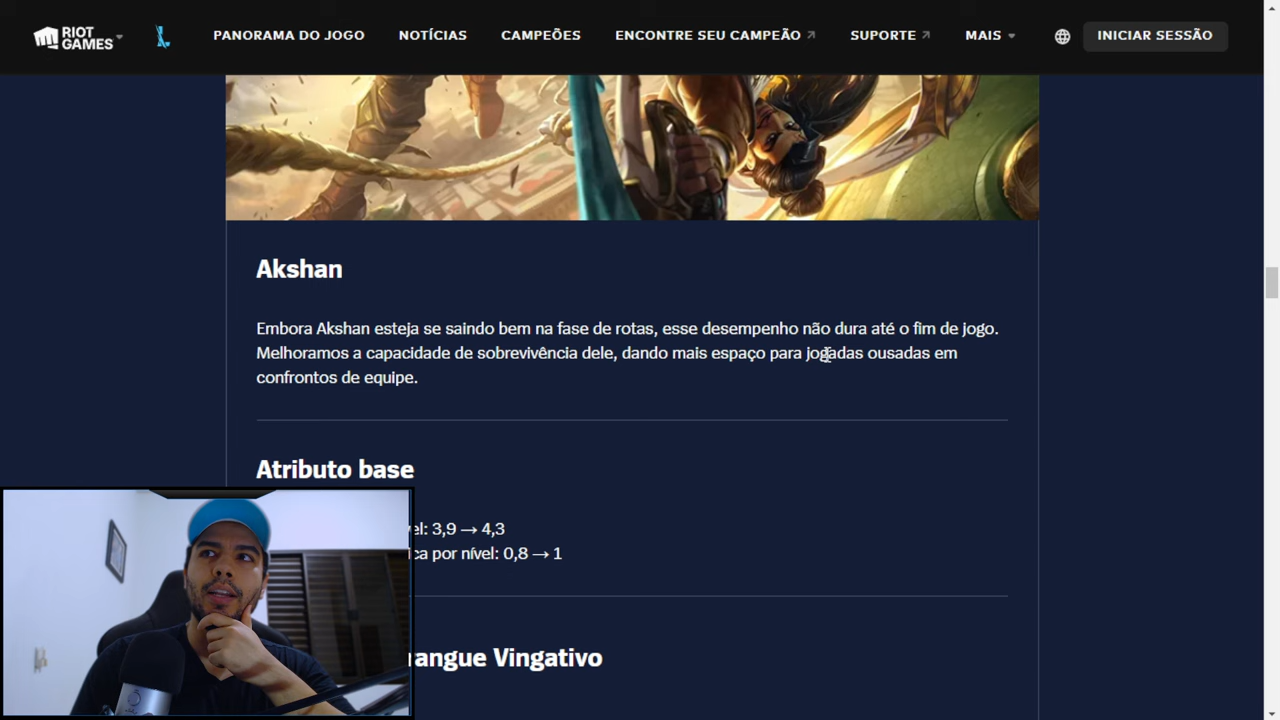 RIOT
GAMES
PANORAMA DO JOGO NOTÍCIAS CAMPEÕES ENCONTRE SEU CAMPEÃO SUPORTE MAIS INICIAR SESSÃO
Akshan
Embora Akshan esteja se saindo bem na fase de rotas, esse desempenho não dura até o fim de jogo.
Melhoramos a capacidade de sobrevivência dele, dando mais espaço para jogadas ousadas em
confrontos de equipe.
Atributo base
el: 3,9 → 4,3
ca por nível: 0,8 → 1
rangue Vingativo